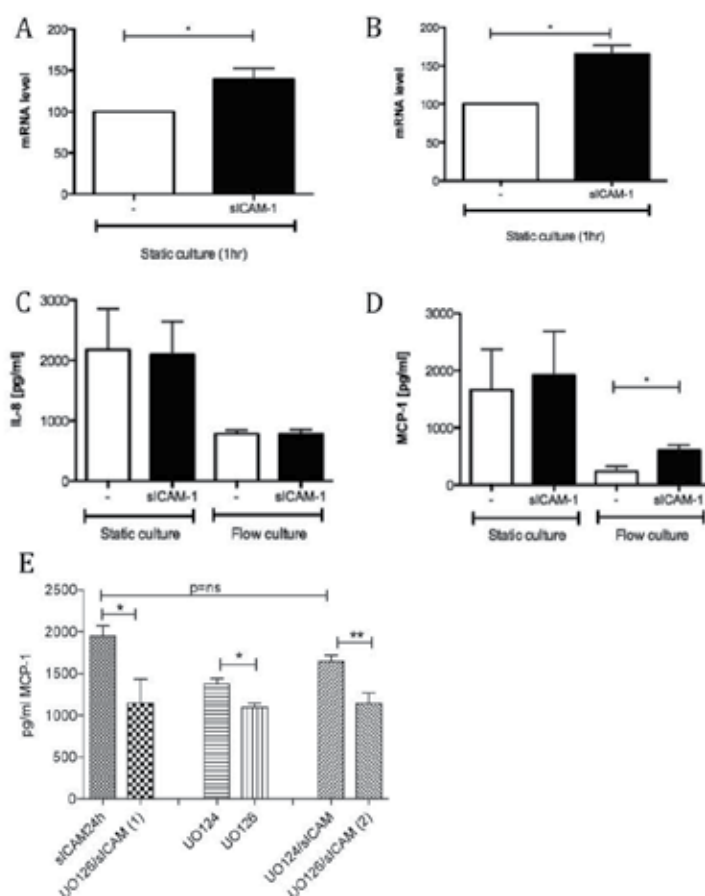 A
*
mRNA level
200
150
100
50
0
- sICAM-1
Static culture (1hr)
B
*
mRNA level
200
150
100
50
0
- sICAM-1
Static culture (1hr)
C
IL-8 [pg/ml]
3000
2000
1000
0
- sICAM-1 - sICAM-1
Static culture Flow culture
D
MCP-1 [pg/ml]
3000
2000
1000
0
*
- sICAM-1 - sICAM-1
Static culture Flow culture
E
pg/ml MCP-1
2500
2000
1500
1000
500
0
p=ns
* * **
sICAM24h
UO126/sICAM (1)
UO124
UO126
UO124/sICAM
UO126/sICAM (2)